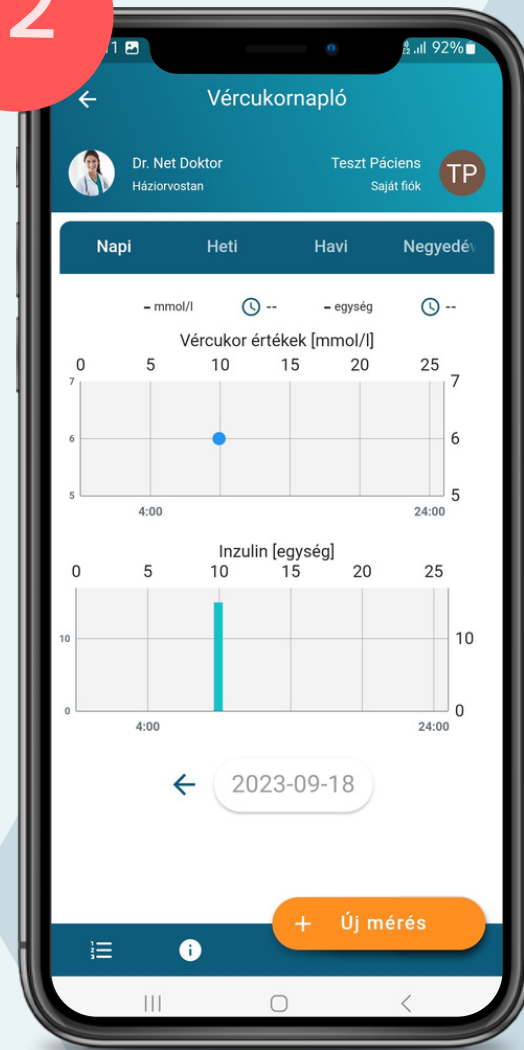 2
1 92%
Vércukornapló
Dr. Net Doktor
Háziorvostan
Teszt Páciens
Saját fiók
TP
Napi Heti Havi Negyedév
- mmol/l -- - egység --
Vércukor értékek [mmol/l]
0 5 10 15 20 25
7 7
6 6
5 5
4:00 24:00
Inzulin [egység]
0 5 10 15 20 25
10 10
0 0
4:00 24:00
2023-09-18
+ Új mérés